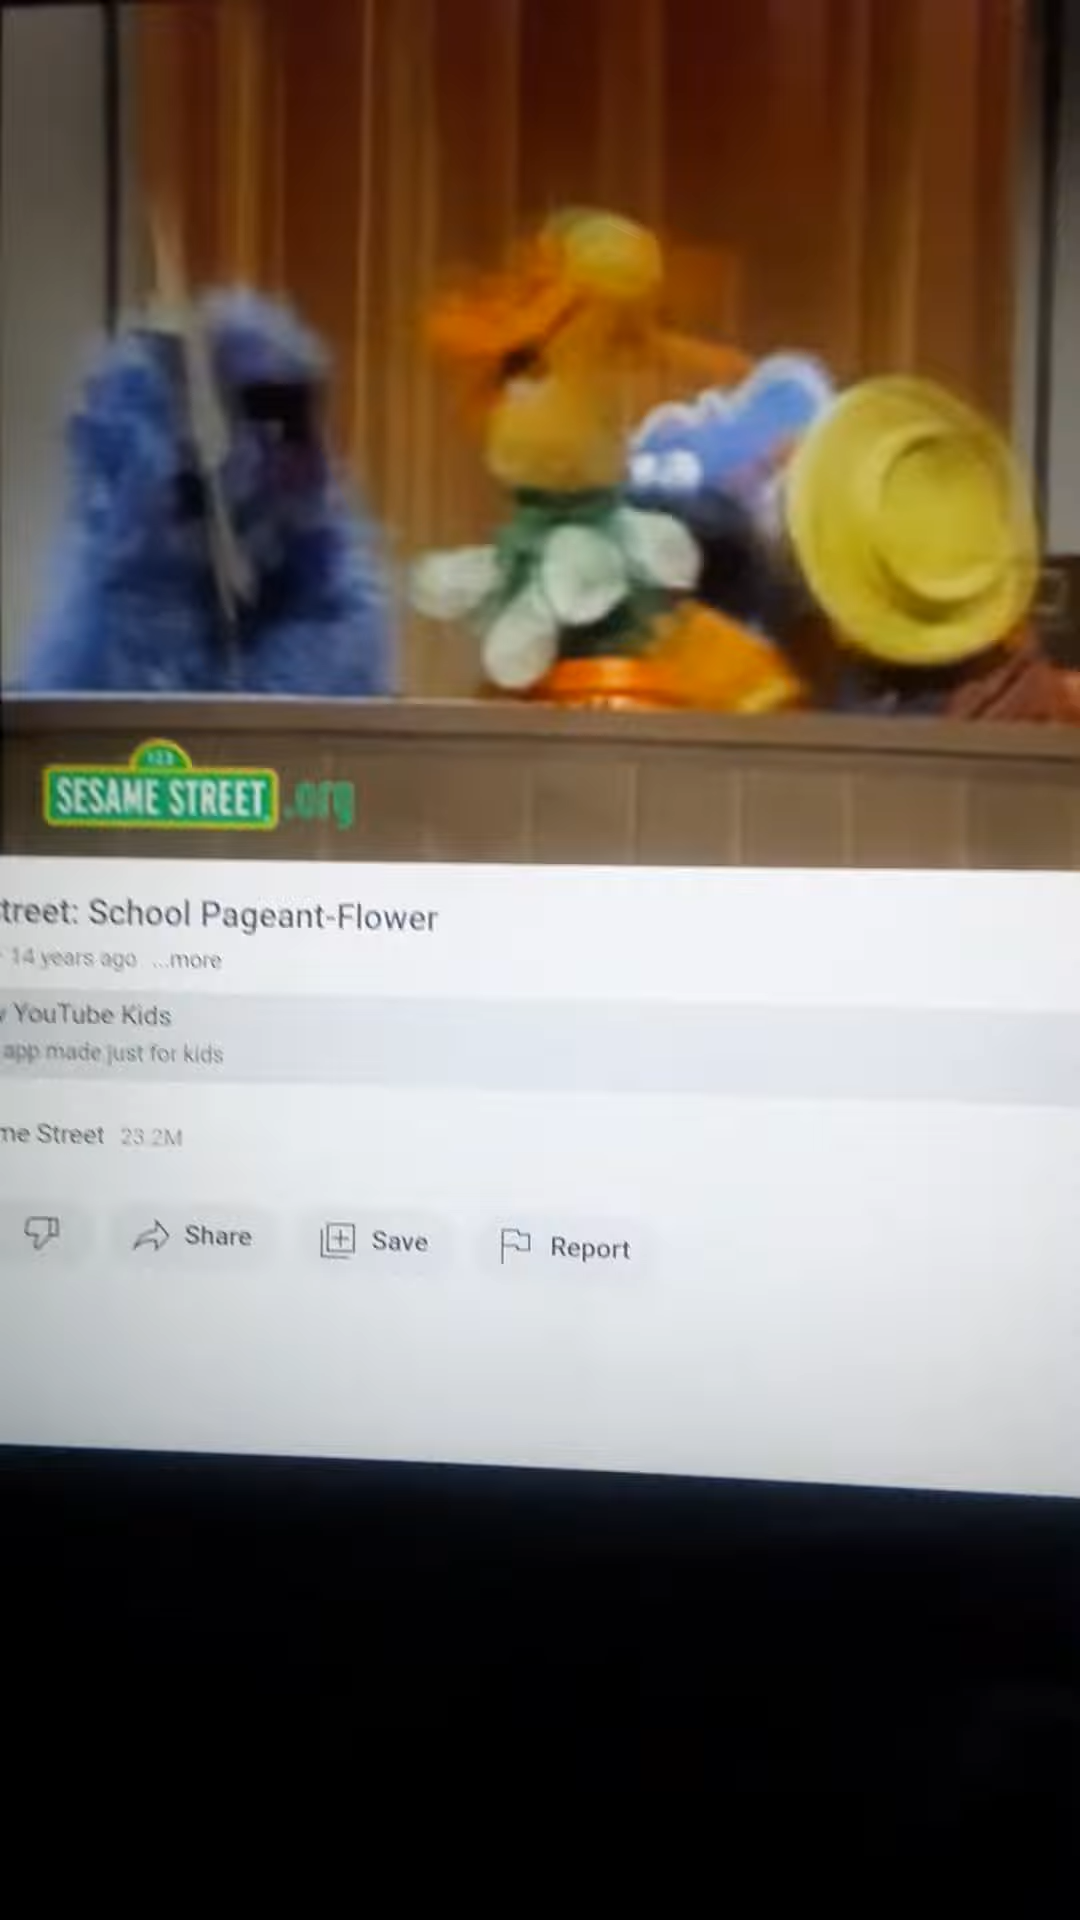 123
SESAME STREET .org
treet: School Pageant-Flower
14 years ago ...more
YouTube Kids
app made just for kids
me Street 23.2M
Share Save Report